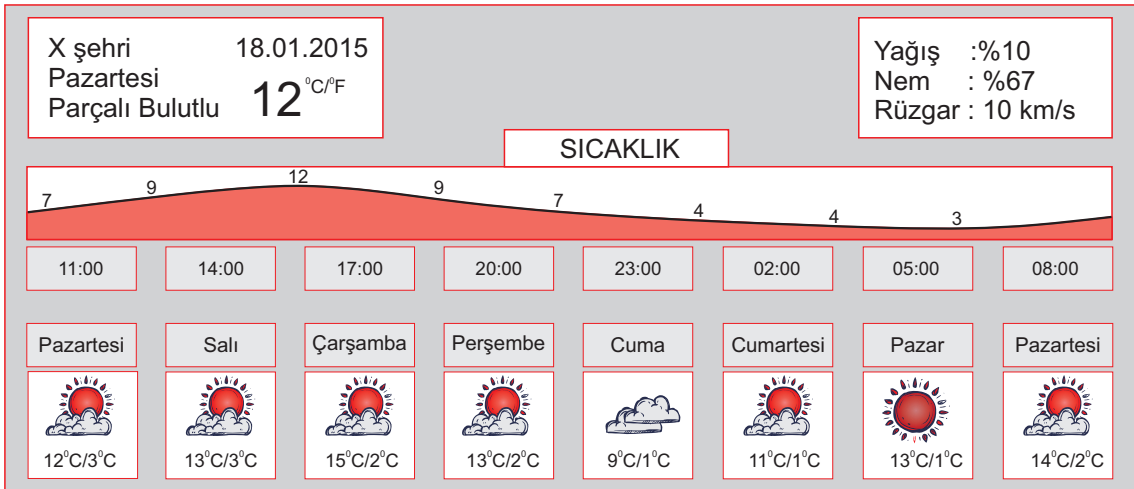 X şehri 18.01.2015
Pazartesi
Parçalı Bulutlu 12 °C/°F
Yağış :%10
Nem : %67
Rüzgar : 10 km/s
SICAKLIK
7 9 12 9 7 4 4 3
11:00 14:00 17:00 20:00 23:00 02:00 05:00 08:00
Pazartesi Salı Çarşamba Perşembe Cuma Cumartesi Pazar Pazartesi
12°C/3°C 13°C/3°C 15°C/2°C 13°C/2°C 9°C/1°C 11°C/1°C 13°C/1°C 14°C/2°C